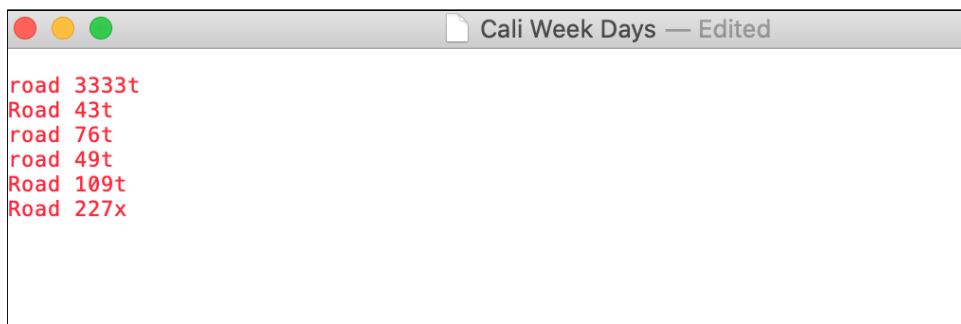 Cali Week Days — Edited
road 3333t
Road 43t
road 76t
road 49t
Road 109t
Road 227x